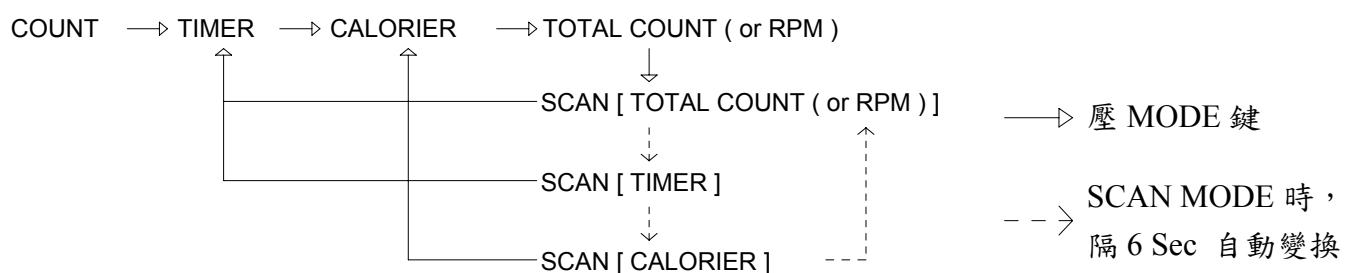 COUNT TIMER CALORIER TOTAL COUNT ( or RPM )
SCAN [ TOTAL COUNT ( or RPM ) ]
壓 MODE 鍵
SCAN [ TIMER ]
SCAN MODE 時，
隔 6 Sec 自動變換
SCAN [ CALORIER ]